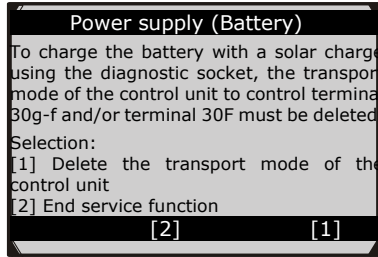 Power supply (Battery)
To charge the battery with a solar charge
using the diagnostic socket, the transpor
mode of the control unit to control termina
30g-f and/or terminal 30F must be deleted
Selection:
[1] Delete the transport mode of the
control unit
[2] End service function
[2] [1]